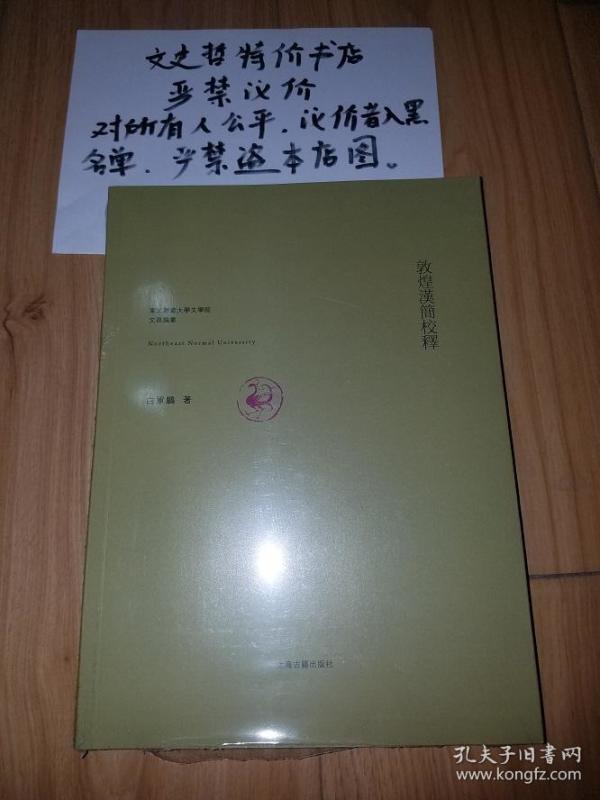 文史哲特价书店
严禁议价
对所有人公平.议价者入黑
名单.严禁盗本店图。
敦煌漢簡校釋
東北師範大學文學院
文叢論叢
Northeast Normal University
白軍鵬 著
上海古籍出版社
孔夫子旧书网
www.kongfz.com